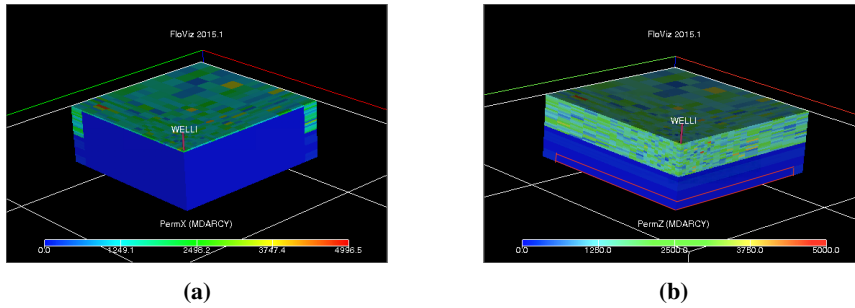 FloViz 2015.1
WELLI
PermX (MDARCY)
0.0 1249.1 2498.2 3747.4 4996.5
(a)
FloViz 2015.1
WELLI
PermZ (MDARCY)
0.0 1250.0 2500.0 3750.0 5000.0
(b)